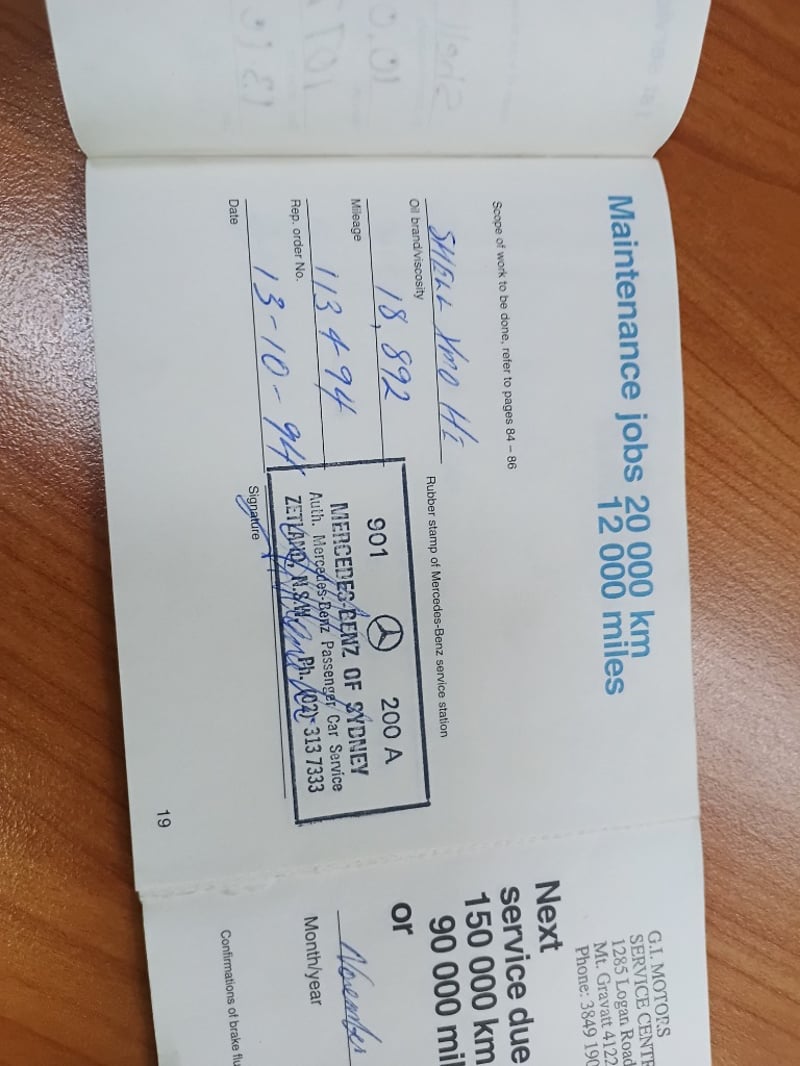 Maintenance jobs 20 000 km
12 000 miles
Scope of work to be done, refer to pages 84 – 86
SHELL
Oil brand/viscosity
18,892
Mileage
113494
Rep. order No.
13-10-94
Date
Rubber stamp of Mercedes-Benz service station
901 200 A
MERCEDES-BENZ OF SYDNEY
Auth. Mercedes-Benz Passenger Car Service
ZETLAND, N.S.W. Ph. (02) 313 7333
Signature
19
G.I. MOTORS
SERVICE CENTR
1285 Logan Road
Mt. Gravatt 4122
Phone: 3849 190
Next
service due
150 000 km
90 000 mil
or
November
Month/year
Confirmations of brake flu